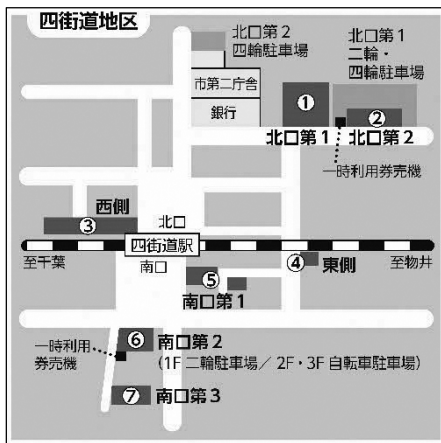 四街道地区
北口第2
四輪駐車場
北口第1
二輪・
四輪駐車場
市第二庁舎
銀行
①
②
北口第1
北口第2
一時利用券売機
西側
③
北口
四街道駅
南口
至千葉
④
東側
至物井
⑤
南口第1
一時利用
券売機
⑥
南口第2
(1F 二輪駐車場/2F・3F 自転車駐車場)
⑦
南口第3